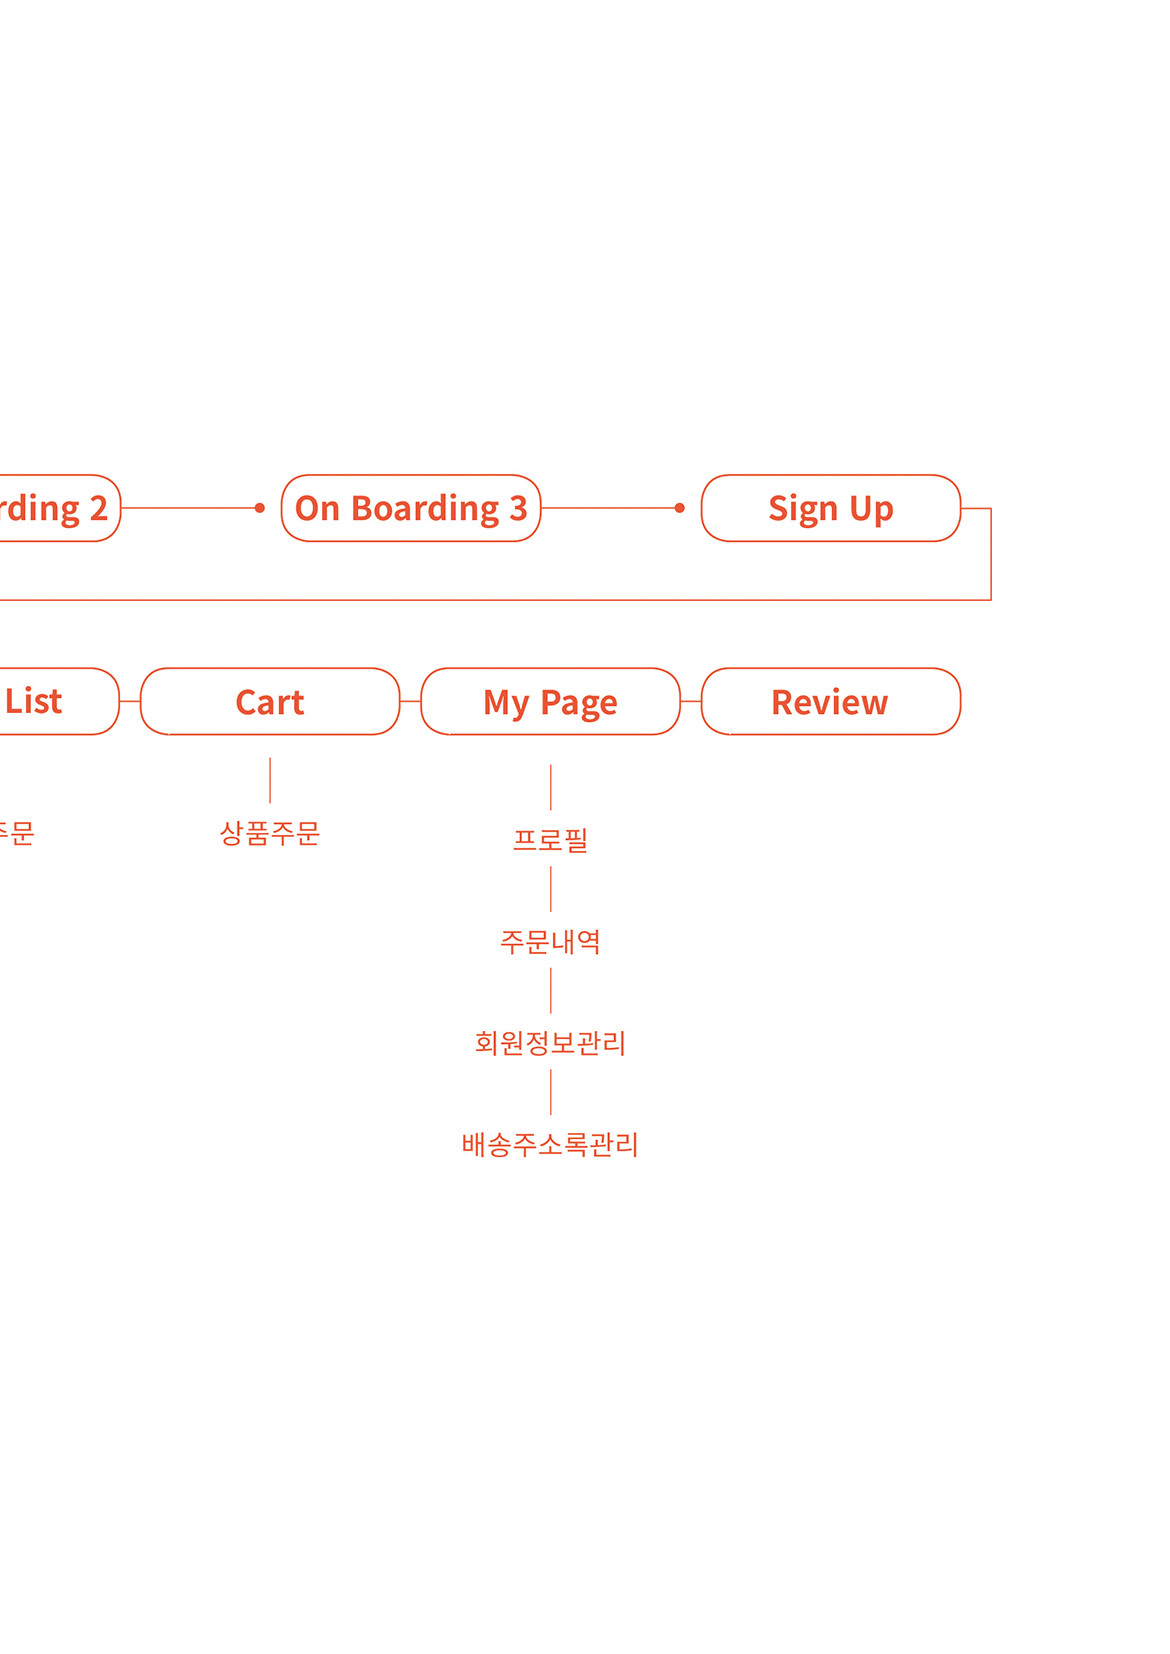 rding 2
On Boarding 3
Sign Up
List
Cart
My Page
Review
주문
상품주문
프로필
주문내역
회원정보관리
배송주소록관리